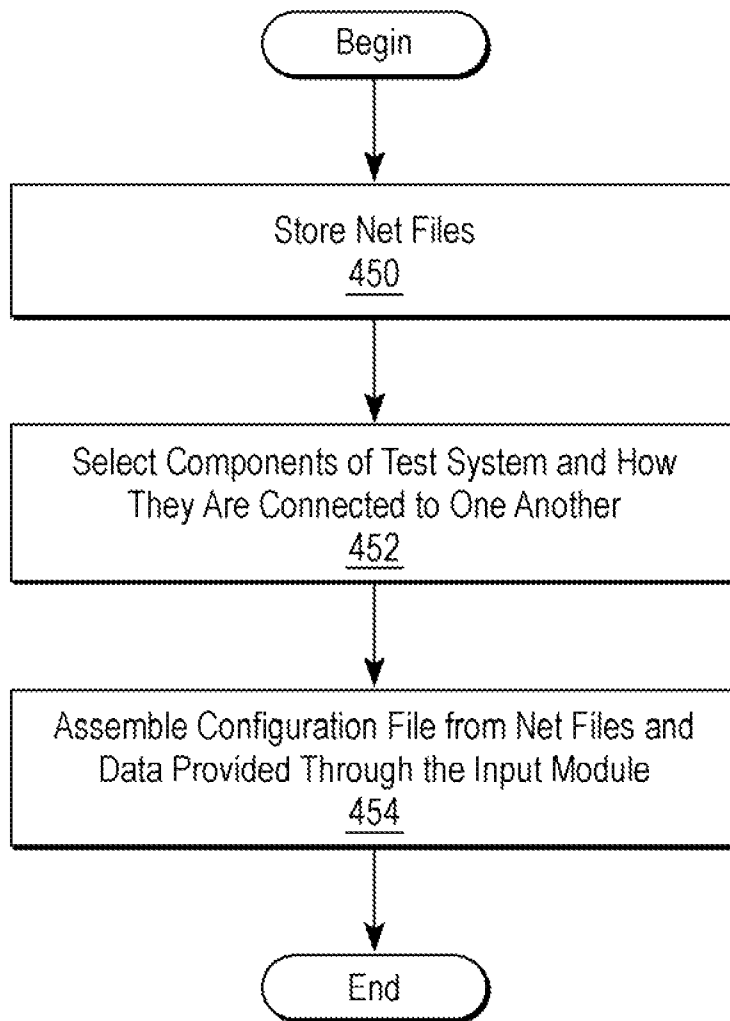 Begin
Store Net Files
450
Select Components of Test System and How
They Are Connected to One Another
452
Assemble Configuration File from Net Files and
Data Provided Through the Input Module
454
End